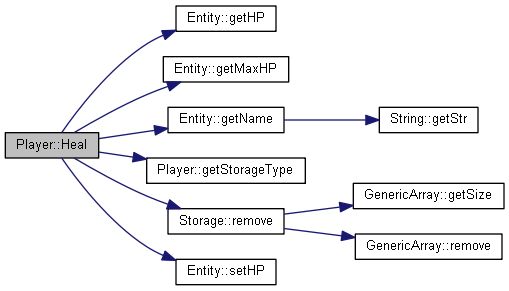 Entity::getHP
Entity::getMaxHP
Entity::getName
String::getStr
Player::Heal
Player::getStorageType
GenericArray::getSize
Storage::remove
GenericArray::remove
Entity::setHP